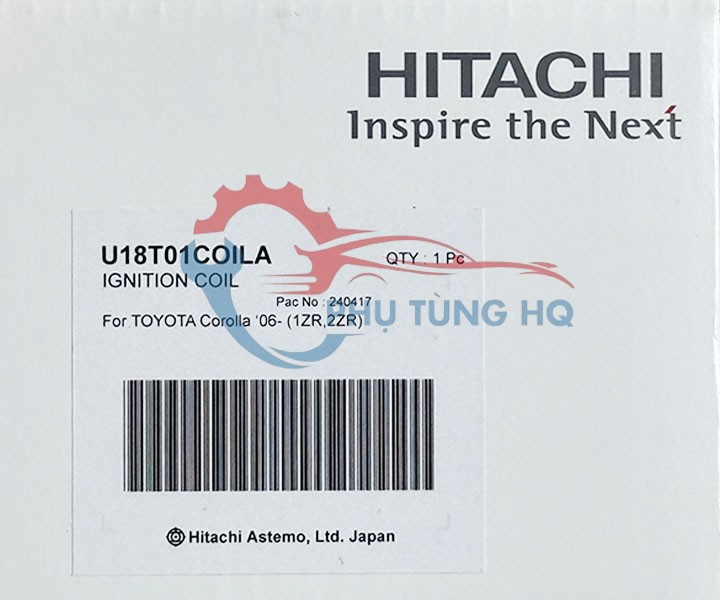 HITACHI
Inspire the Next
U18T01COILA
QTY : 1 Pc
IGNITION COIL
Pac No : 240417
For TOYOTA Corolla '06- (1ZR,2ZR)
PHỤ TÙNG HQ
Hitachi Astemo, Ltd. Japan